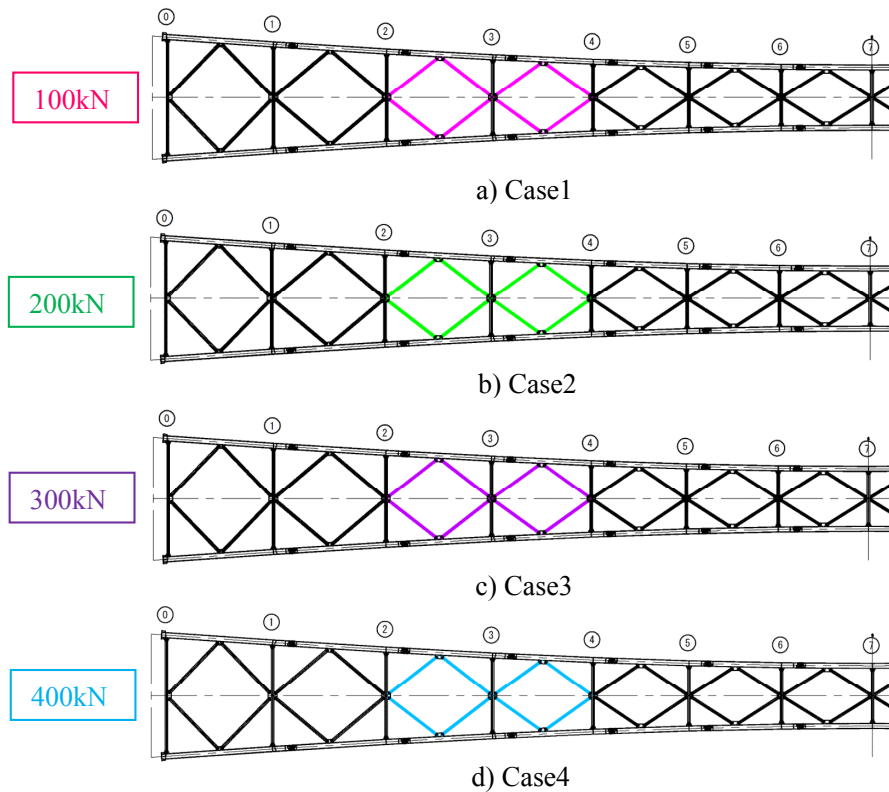 ⓪ ① ② ③ ④ ⑤ ⑥ ⑦
100kN
a) Case1
⓪ ① ② ③ ④ ⑤ ⑥ ⑦
200kN
b) Case2
⓪ ① ② ③ ④ ⑤ ⑥ ⑦
300kN
c) Case3
⓪ ① ② ③ ④ ⑤ ⑥ ⑦
400kN
d) Case4